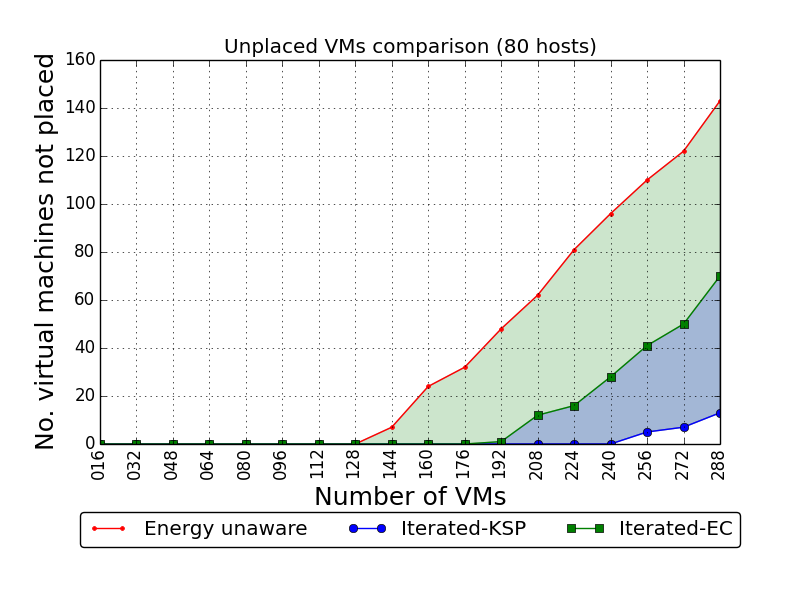 Unplaced VMs comparison (80 hosts)
No. virtual machines not placed
160
140
120
100
80
60
40
20
0
016 032 048 064 080 096 112 128 144 160 176 192 208 224 240 256 272 288
Number of VMs
Energy unaware Iterated-KSP Iterated-EC